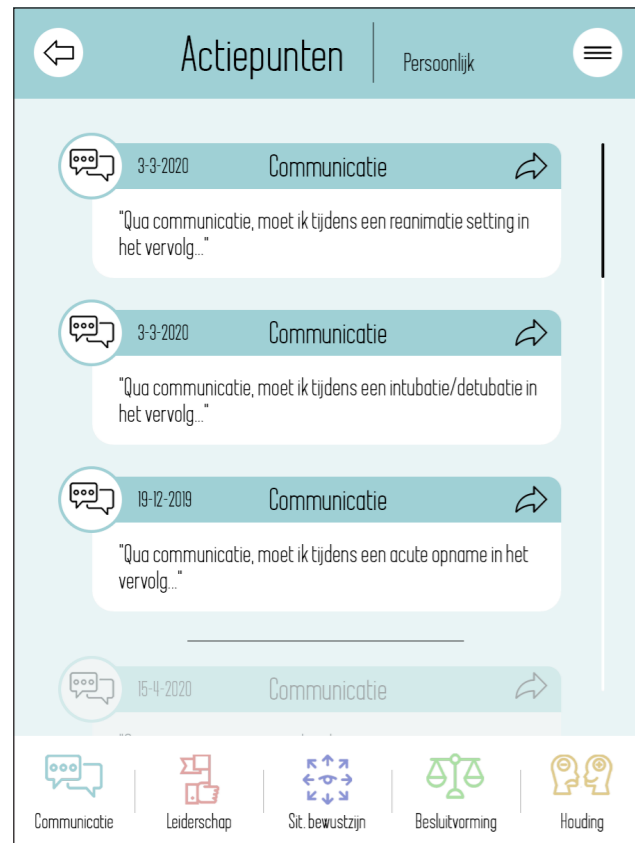 Actiepunten
Persoonlijk
3-3-2020 Communicatie
"Qua communicatie, moet ik tijdens een reanimatie setting in
het vervolg..."
3-3-2020 Communicatie
"Qua communicatie, moet ik tijdens een intubatie/detubatie in
het vervolg..."
19-12-2019 Communicatie
"Qua communicatie, moet ik tijdens een acute opname in het
vervolg..."
15-4-2020 Communicatie
Communicatie
Leiderschap
Sit. bewustzijn
Besluitvorming
Houding